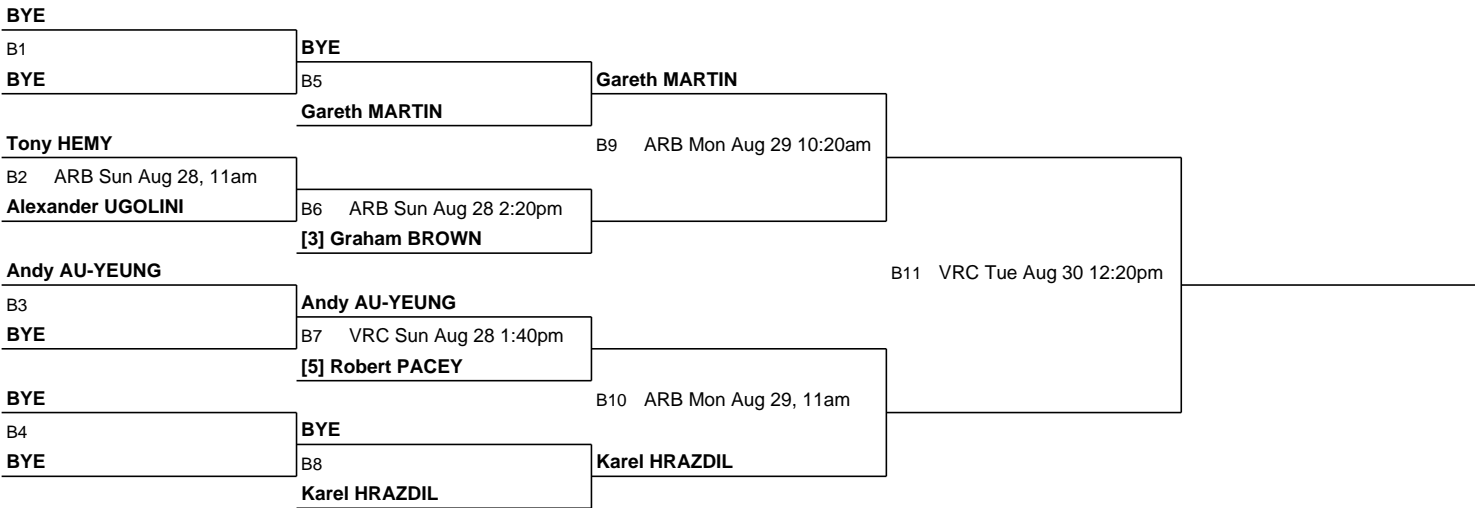 BYE
B1
BYE
BYE
B5
Gareth MARTIN
Gareth MARTIN
B9 ARB Mon Aug 29 10:20am
Tony HEMY
B2 ARB Sun Aug 28, 11am
Alexander UGOLINI
B6 ARB Sun Aug 28 2:20pm
[3] Graham BROWN
B11 VRC Tue Aug 30 12:20pm
Andy AU-YEUNG
B3
BYE
Andy AU-YEUNG
B7 VRC Sun Aug 28 1:40pm
[5] Robert PACEY
B10 ARB Mon Aug 29, 11am
BYE
B4
BYE
BYE
B8
Karel HRAZDIL
Karel HRAZDIL